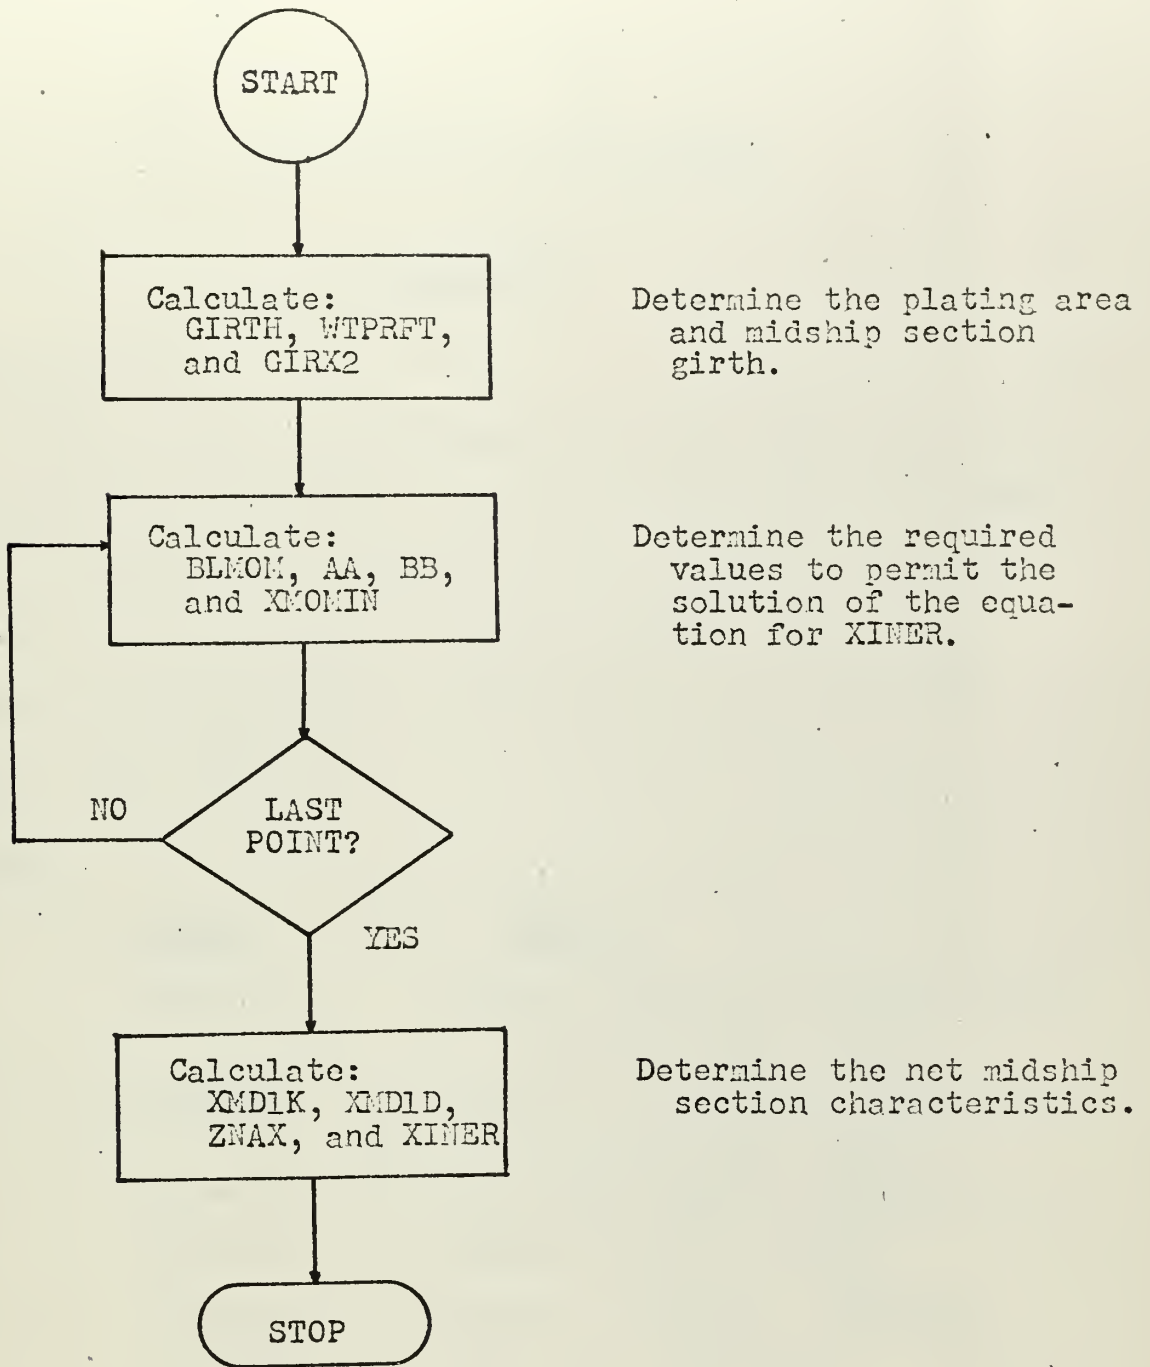 START
Calculate:
GIRTH, WTPRFT,
and GIRX2
Determine the plating area
and midship section
girth.
Calculate:
BLMOM, AA, BB,
and XMOMIN
Determine the required
values to permit the
solution of the equa-
tion for XINER.
NO
LAST
POINT?
YES
Calculate:
XMD1K, XMD1D,
ZNAX, and XINER
Determine the net midship
section characteristics.
STOP